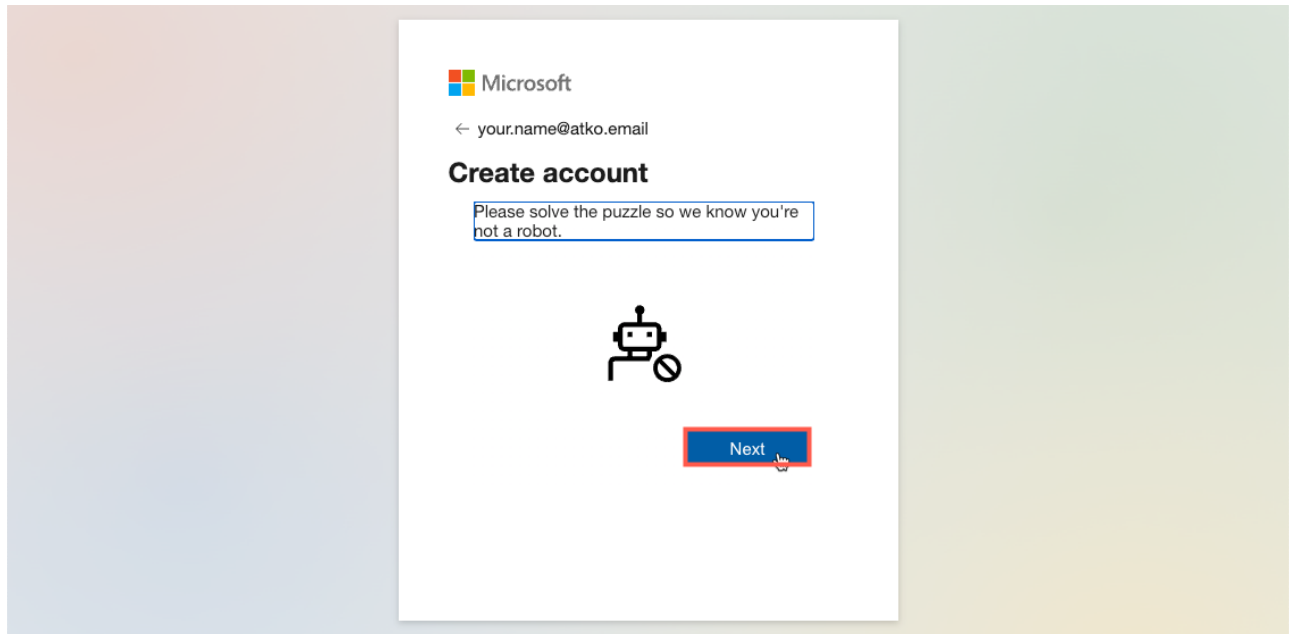 Microsoft
← your.name@atko.email
Create account
Please solve the puzzle so we know you're
not a robot.
Next